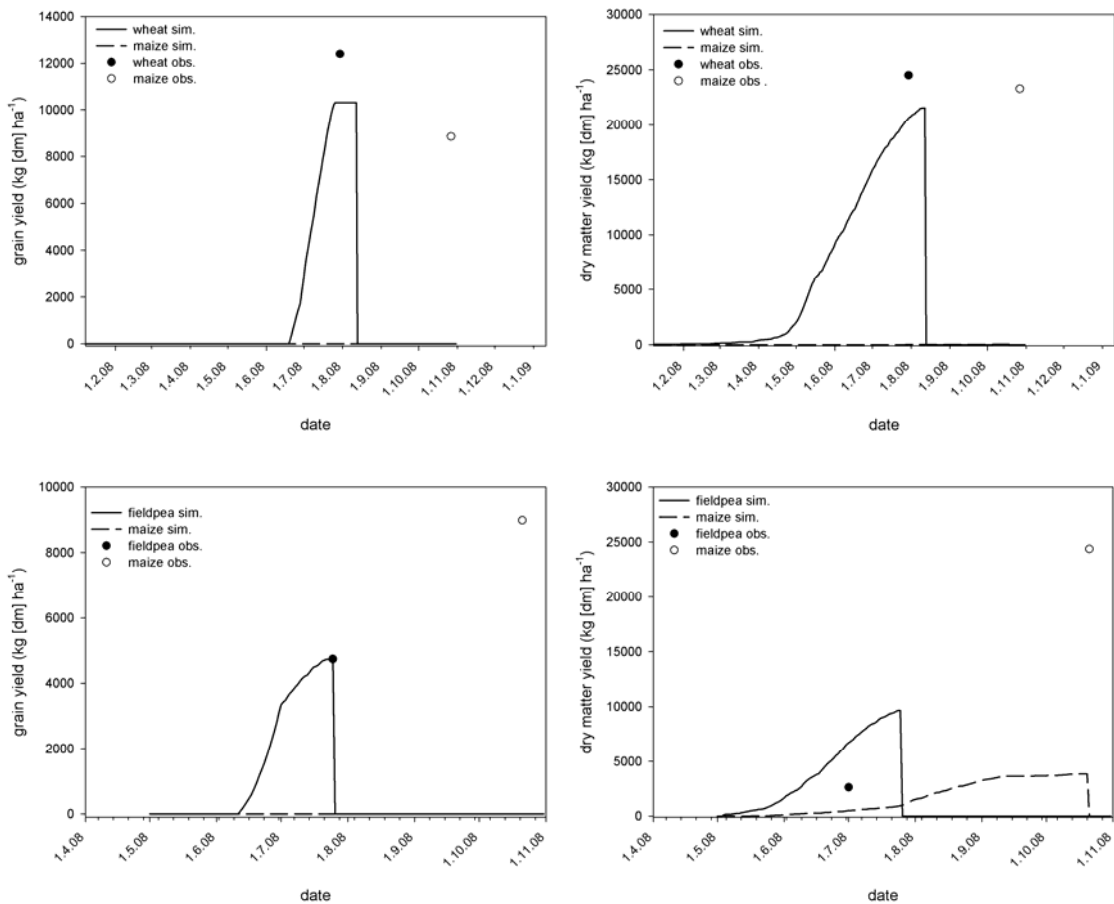 wheat sim.
maize sim.
wheat obs.
maize obs.
grain yield (kg [dm] ha⁻¹)
14000
12000
10000
8000
6000
4000
2000
0
1.2.08 1.3.08 1.4.08 1.5.08 1.6.08 1.7.08 1.8.08 1.9.08 1.10.08 1.11.08 1.12.08 1.1.09
date
wheat sim.
maize sim.
wheat obs.
maize obs .
dry matter yield (kg [dm] ha⁻¹)
30000
25000
20000
15000
10000
5000
0
1.2.08 1.3.08 1.4.08 1.5.08 1.6.08 1.7.08 1.8.08 1.9.08 1.10.08 1.11.08 1.12.08 1.1.09
date
fieldpea sim.
maize sim.
fieldpea obs.
maize obs.
grain yield (kg [dm] ha⁻¹)
10000
8000
6000
4000
2000
0
1.4.08 1.5.08 1.6.08 1.7.08 1.8.08 1.9.08 1.10.08 1.11.08
date
fieldpea sim.
maize sim.
fieldpea obs.
maize obs.
dry matter yield (kg [dm] ha⁻¹)
30000
25000
20000
15000
10000
5000
0
1.4.08 1.5.08 1.6.08 1.7.08 1.8.08 1.9.08 1.10.08 1.11.08
date